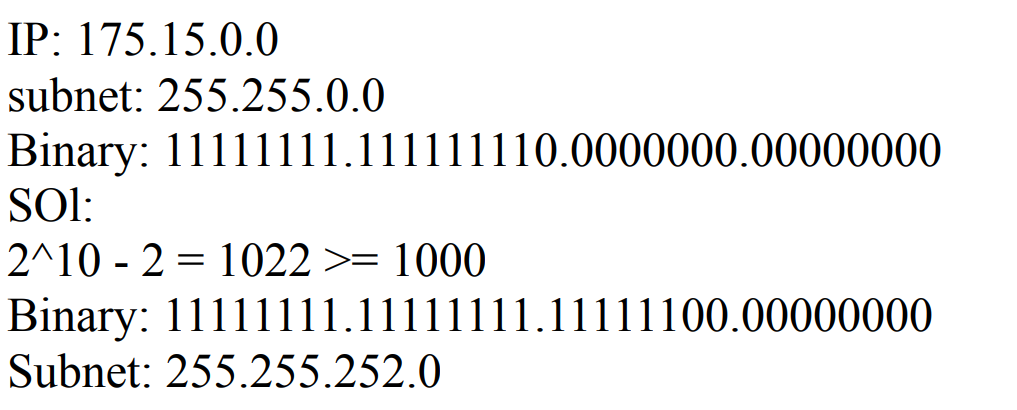 IP: 175.15.0.0
subnet: 255.255.0.0
Binary: 11111111.111111110.0000000.00000000
SOl:
2^10 - 2 = 1022 >= 1000
Binary: 11111111.11111111.11111100.00000000
Subnet: 255.255.252.0